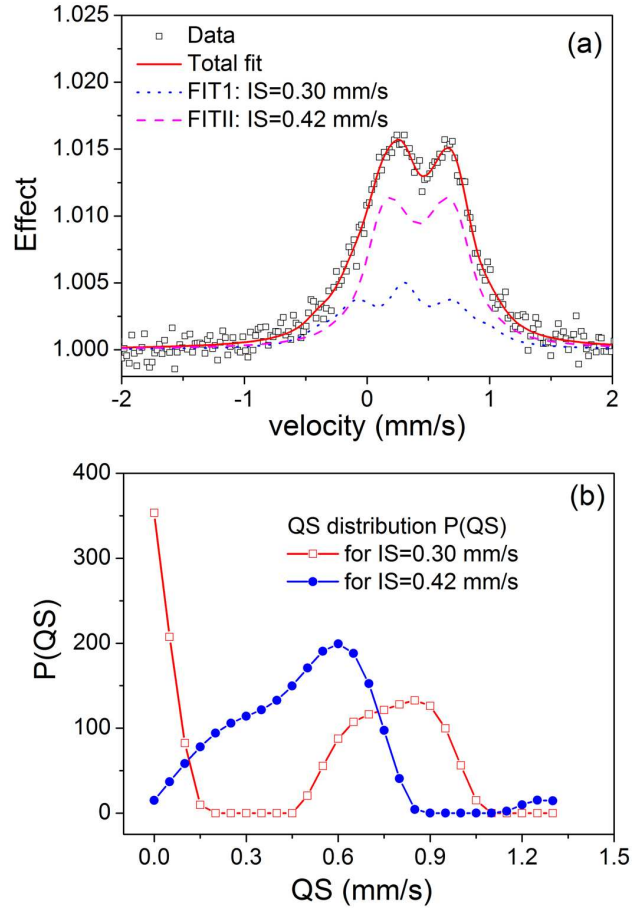 1.025
1.020
1.015
1.010
1.005
1.000
Effect
Data
Total fit
FIT1: IS=0.30 mm/s
FITII: IS=0.42 mm/s
(a)
-2
-1
0
1
2
velocity (mm/s)
400
300
200
100
0
P(QS)
(b)
QS distribution P(QS)
for IS=0.30 mm/s
for IS=0.42 mm/s
0.0
0.3
0.6
0.9
1.2
1.5
QS (mm/s)